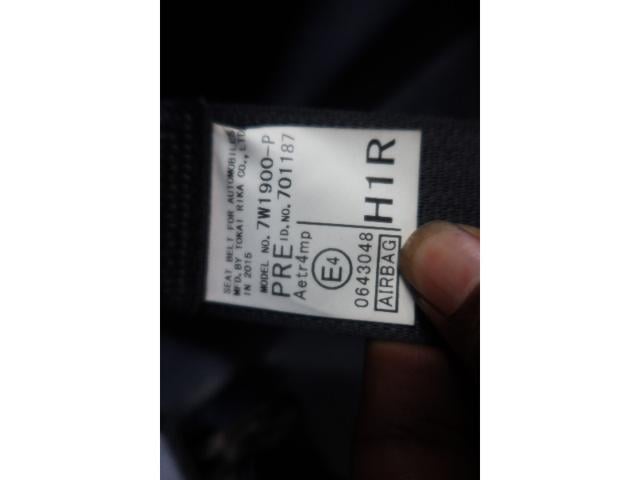 SEAT BELT FOR AUTOMOBILES
MFD. BY TOKAI RIKA CO., LTD.
IN 2015
MODEL NO. 7W1900-P
PRE ID.NO. 701187
Aetr4mp
E4
0643048
AIRBAG
H1R